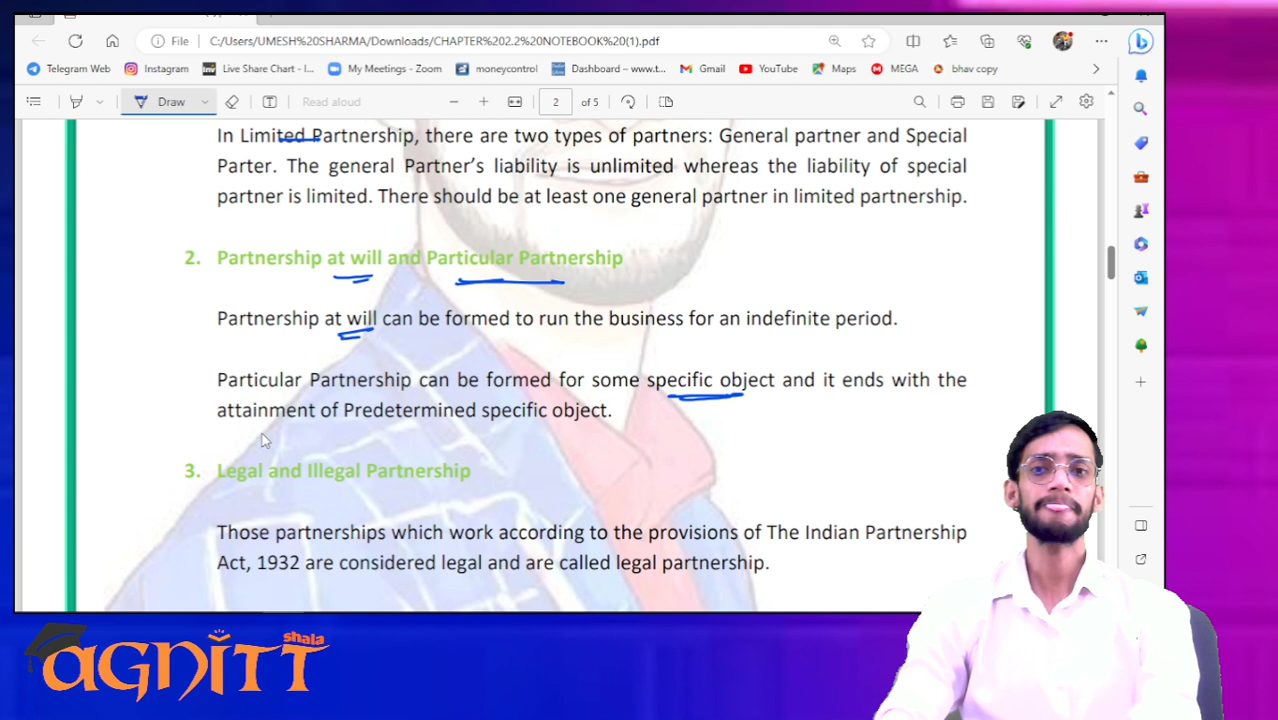 File C:/Users/UMESH%20SHARMA/Downloads/CHAPTER%202.2%20NOTEBOOK%20(1).pdf
Telegram Web Instagram Live Share Chart - I... My Meetings - Zoom moneycontrol Dashboard – www.t... Gmail YouTube Maps MEGA bhav copy
Draw Read aloud 2 of 5
In Limited Partnership, there are two types of partners: General partner and Special
Parter. The general Partner’s liability is unlimited whereas the liability of special
partner is limited. There should be at least one general partner in limited partnership.
2. Partnership at will and Particular Partnership
Partnership at will can be formed to run the business for an indefinite period.
Particular Partnership can be formed for some specific object and it ends with the
attainment of Predetermined specific object.
3. Legal and Illegal Partnership
Those partnerships which work according to the provisions of The Indian Partnership
Act, 1932 are considered legal and are called legal partnership.
shala
agnitt